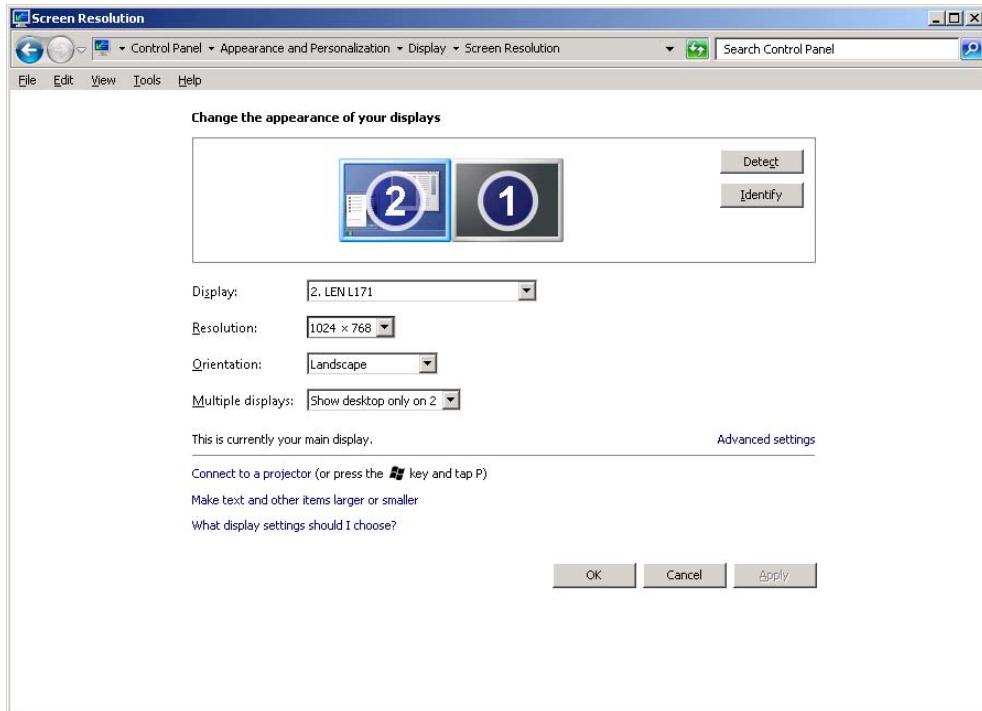 Screen Resolution
Control Panel Appearance and Personalization Display Screen Resolution Search Control Panel
File Edit View Tools Help
Change the appearance of your displays
2 1
Detect
Identify
Display: 2. LEN L171
Resolution: 1024 × 768
Orientation: Landscape
Multiple displays: Show desktop only on 2
This is currently your main display. Advanced settings
Connect to a projector (or press the key and tap P)
Make text and other items larger or smaller
What display settings should I choose?
OK Cancel Apply